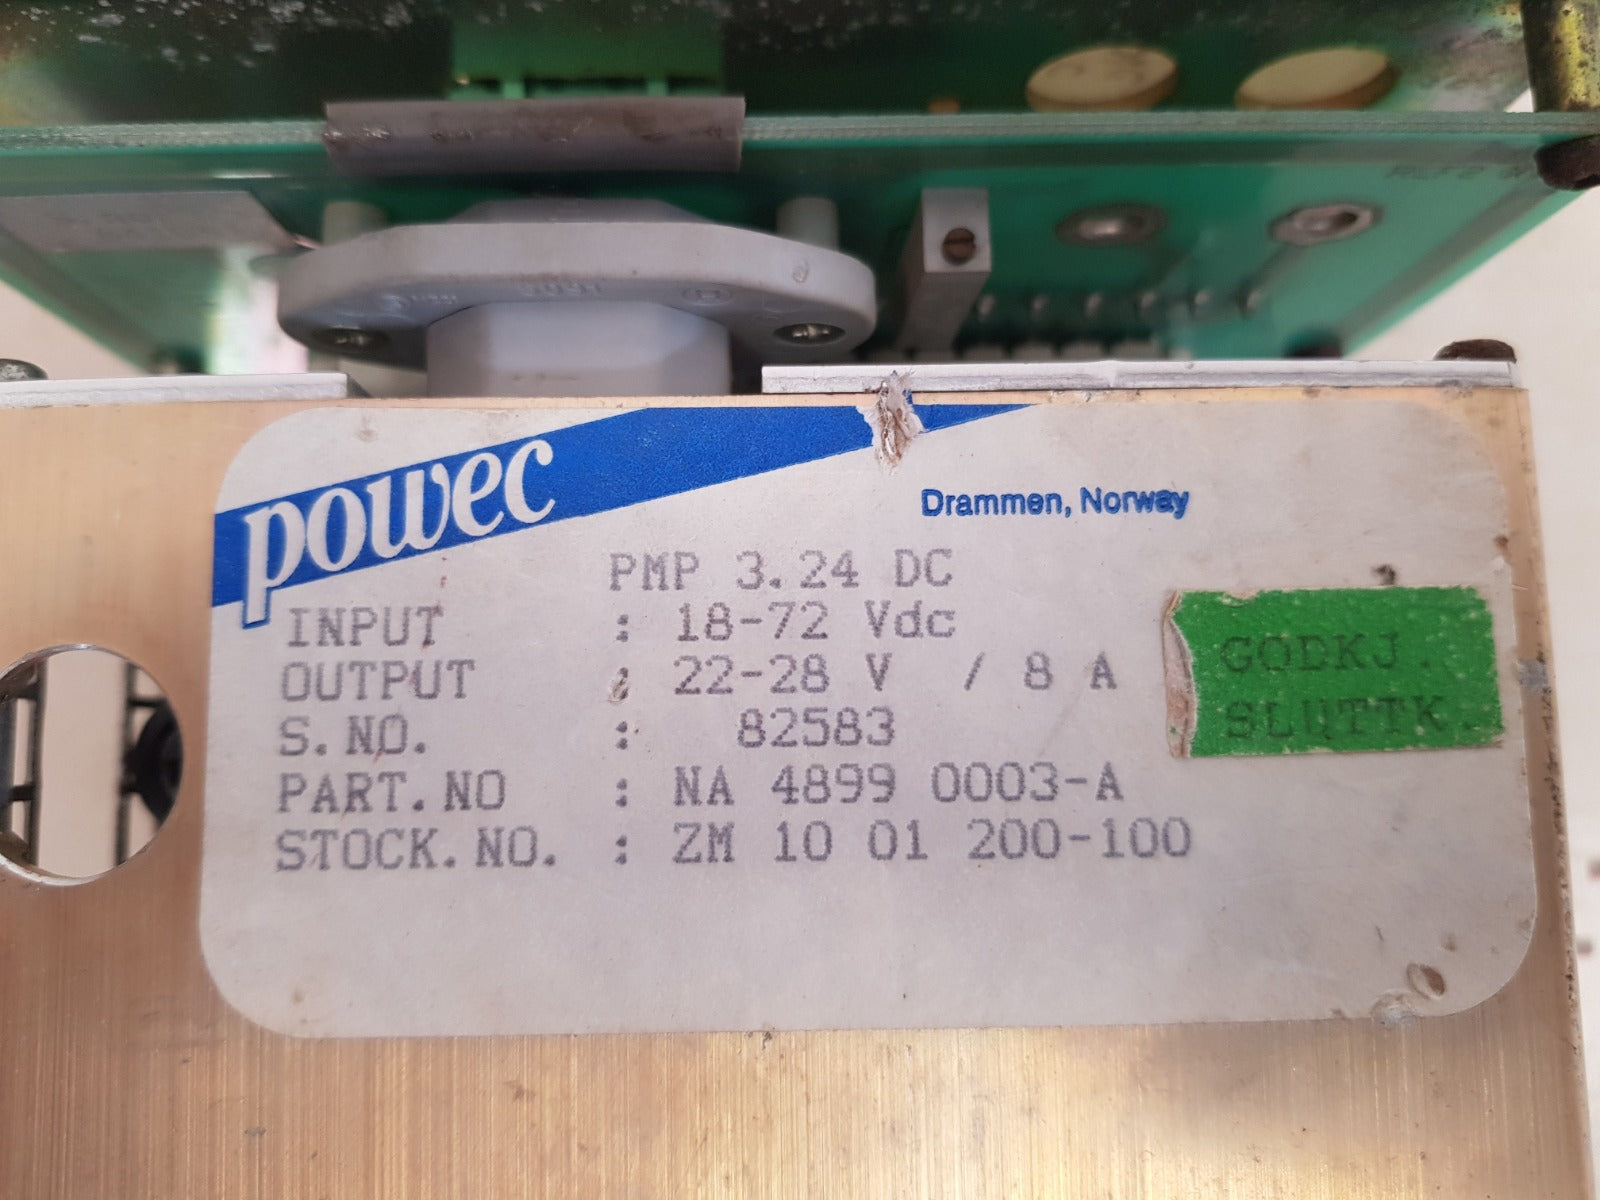 powec
Drammen, Norway
PMP 3.24 DC
INPUT : 18-72 Vdc
OUTPUT : 22-28 V / 8 A
S.NO. : 82583
PART.NO : NA 4899 0003-A
STOCK.NO. : ZM 10 01 200-100
GODKJ.
SLUTTK.